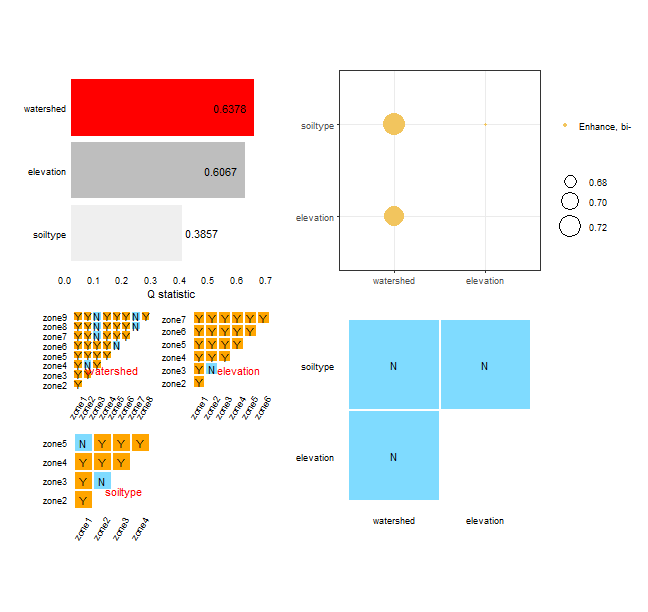 watershed 0.6378
elevation 0.6067
soiltype 0.3857
0.0 0.1 0.2 0.3 0.4 0.5 0.6 0.7
Q statistic
soiltype
elevation
watershed elevation
Enhance, bi-
0.68
0.70
0.72
zone9 Y Y N Y Y Y N Y
zone8 Y Y N Y Y Y N
zone7 Y Y N Y Y Y
zone6 Y Y Y Y N
zone5 Y Y Y Y
zone4 Y N Y
zone3 Y Y
zone2 Y
watershed
zone1 zone2 zone3 zone4 zone5 zone6 zone7 zone8
zone7 Y Y Y Y Y Y
zone6 Y Y Y Y Y
zone5 Y Y Y Y
zone4 Y Y Y
zone3 Y N
zone2 Y
elevation
zone1 zone2 zone3 zone4 zone5 zone6
zone5 N Y Y Y
zone4 Y Y Y
zone3 Y N
zone2 Y
soiltype
zone1 zone2 zone3 zone4
soiltype N N
elevation N
watershed elevation